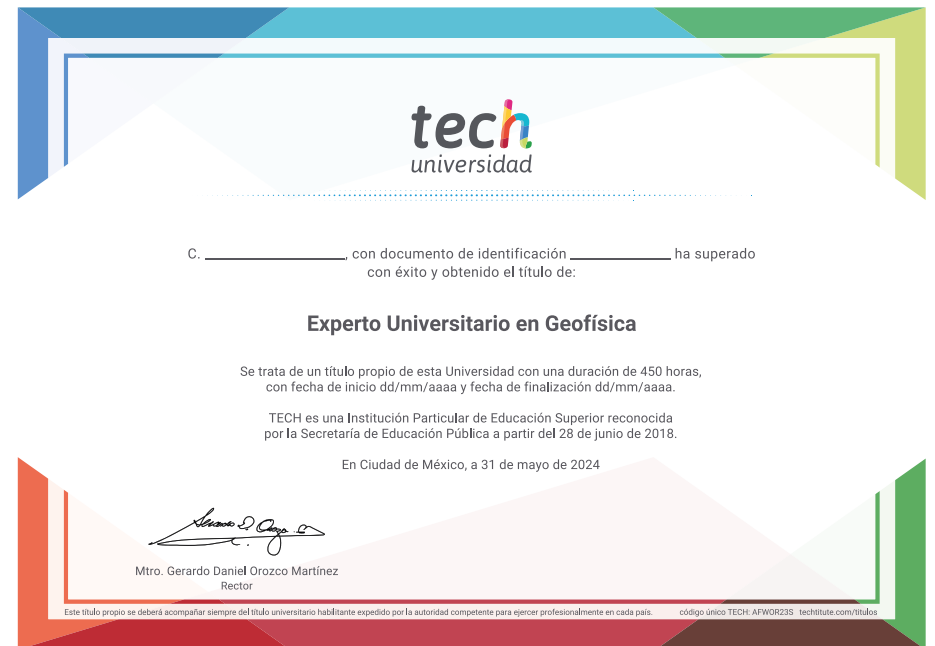 tech
universidad
C. ____________________, con documento de identificación ______________ ha superado
con éxito y obtenido el título de:
Experto Universitario en Geofísica
Se trata de un título propio de esta Universidad con una duración de 450 horas,
con fecha de inicio dd/mm/aaaa y fecha de finalización dd/mm/aaaa.
TECH es una Institución Particular de Educación Superior reconocida
por la Secretaría de Educación Pública a partir del 28 de junio de 2018.
En Ciudad de México, a 31 de mayo de 2024
Mtro. Gerardo Daniel Orozco Martínez
Rector
Este título propio se deberá acompañar siempre del título universitario habilitante expedido por la autoridad competente para ejercer profesionalmente en cada país. código único TECH: AFWOR23S techtitute.com/titulos